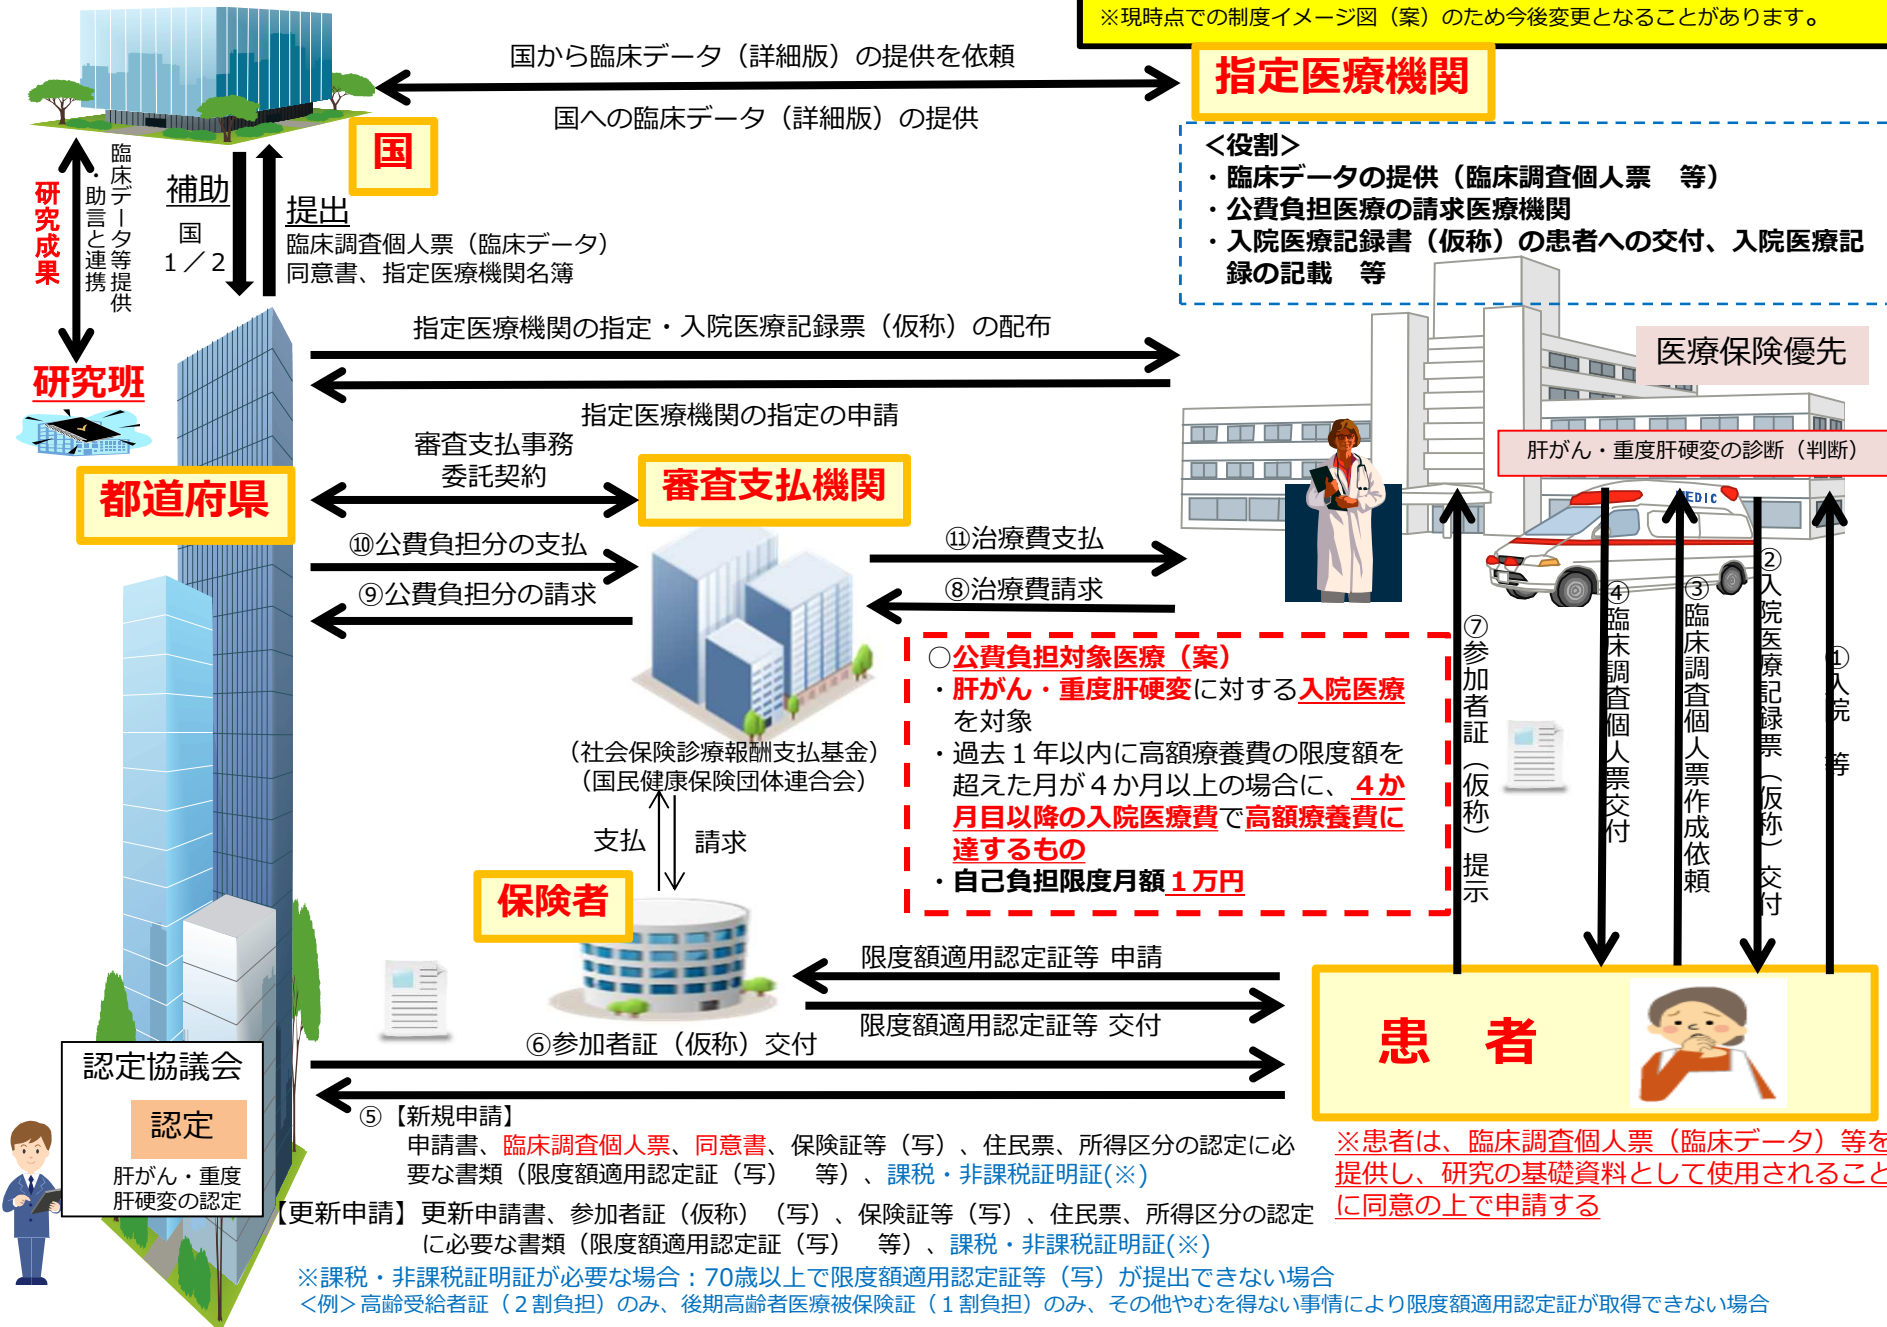 ※現時点での制度イメージ図（案）のため今後変更となることがあります。
国から臨床データ（詳細版）の提供を依頼
国への臨床データ（詳細版）の提供
国
指定医療機関
＜役割＞
・臨床データの提供（臨床調査個人票　等）
・公費負担医療の請求医療機関
・入院医療記録書（仮称）の患者への交付、入院医療記
録の記載　等
研究成果
臨床データ等提供
・助言と連携
補助
国
１／２
提出
臨床調査個人票（臨床データ）
同意書、指定医療機関名簿
研究班
指定医療機関の指定・入院医療記録票（仮称）の配布
指定医療機関の指定の申請
医療保険優先
肝がん・重度肝硬変の診断（判断）
都道府県
審査支払事務
委託契約
審査支払機関
⑩公費負担分の支払
⑨公費負担分の請求
⑪治療費支払
⑧治療費請求
（社会保険診療報酬支払基金）
（国民健康保険団体連合会）
支払
請求
○公費負担対象医療（案）
・肝がん・重度肝硬変に対する入院医療
を対象
・過去１年以内に高額療養費の限度額を
超えた月が４か月以上の場合に、４か
月目以降の入院医療費で高額療養費に
達するもの
・自己負担限度月額１万円
EDIC
⑦参加者証（仮称）提示
④臨床調査個人票交付
③臨床調査個人票作成依頼
②入院医療記録票（仮称）交付
①入院　等
保険者
限度額適用認定証等 申請
限度額適用認定証等 交付
⑥参加者証（仮称）交付
患　者
認定協議会
認定
肝がん・重度
肝硬変の認定
⑤【新規申請】
申請書、臨床調査個人票、同意書、保険証等（写）、住民票、所得区分の認定に必
要な書類（限度額適用認定証（写）　等）、課税・非課税証明証(※)
【更新申請】更新申請書、参加者証（仮称）（写）、保険証等（写）、住民票、所得区分の認定
に必要な書類（限度額適用認定証（写）　等）、課税・非課税証明証(※)
※患者は、臨床調査個人票（臨床データ）等を
提供し、研究の基礎資料として使用されること
に同意の上で申請する
※課税・非課税証明証が必要な場合：70歳以上で限度額適用認定証等（写）が提出できない場合
＜例＞高齢受給者証（２割負担）のみ、後期高齢者医療被保険証（１割負担）のみ、その他やむを得ない事情により限度額適用認定証が取得できない場合